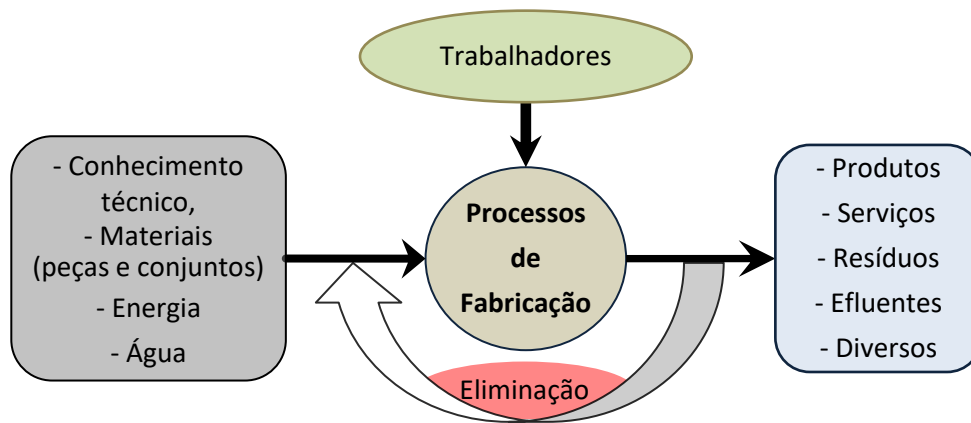 Trabalhadores
- Conhecimento
técnico,
- Materiais
(peças e conjuntos)
- Energia
- Água
Processos
de
Fabricação
- Produtos
- Serviços
- Resíduos
- Efluentes
- Diversos
Eliminação